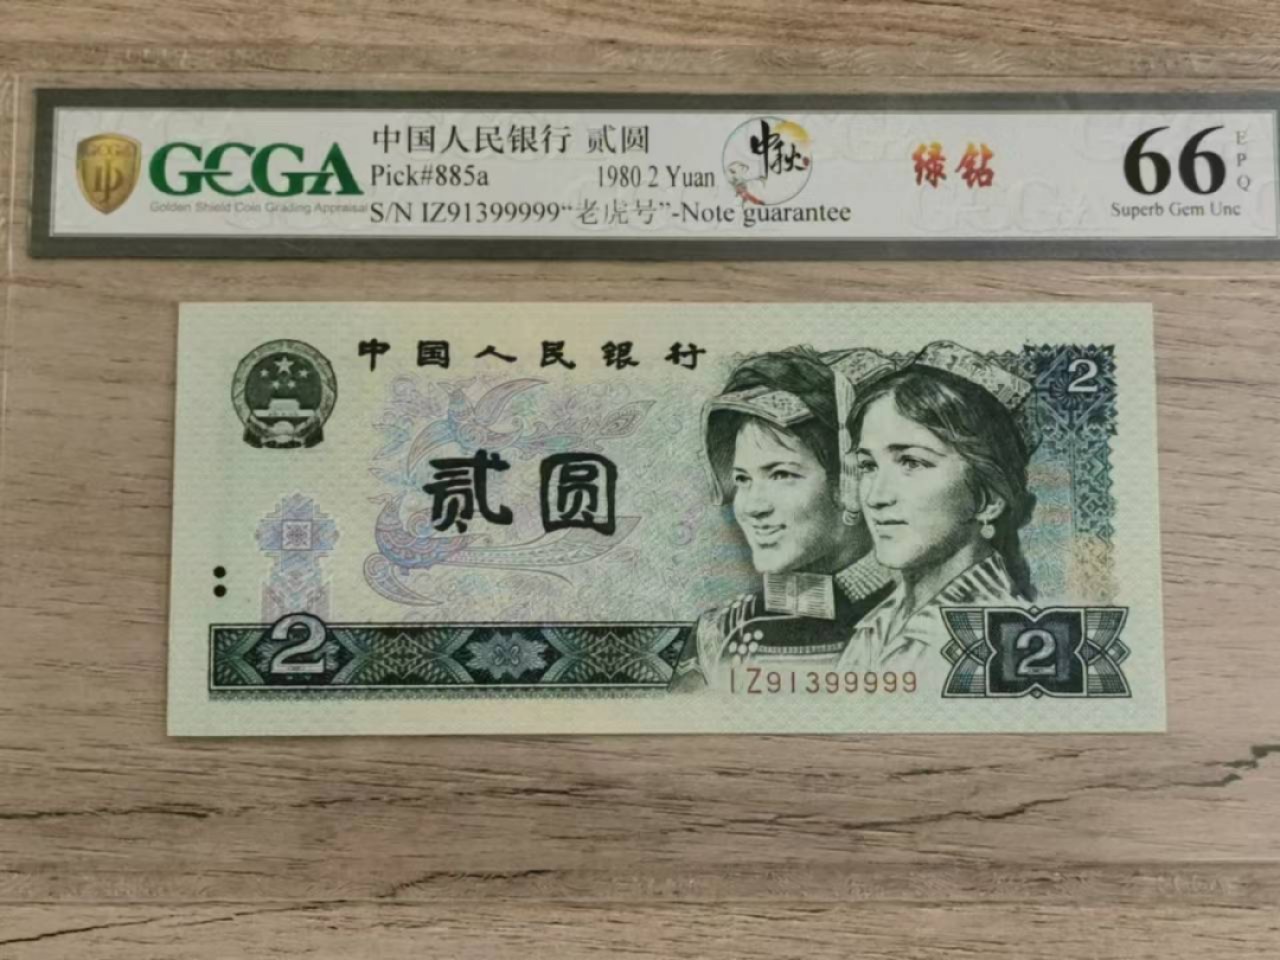 中国人民银行 贰圆
GCGA Pick#885a 1980 2 Yuan 中秋 绿钻 66 EPQ
Golden Shield Coin Grading Appraisal S/N IZ91399999“老虎号”-Note guarantee Superb Gem Unc
中国人民银行
2
贰圆
2 2
IZ91399999